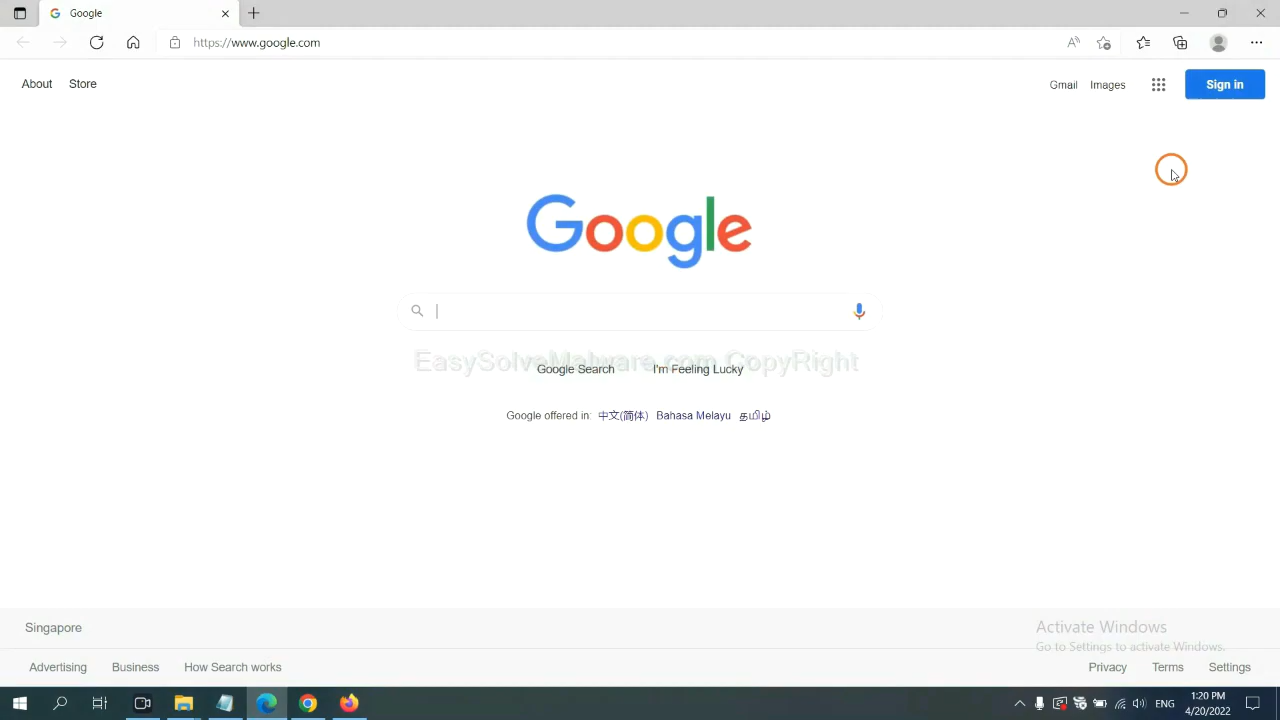 Google
https://www.google.com
About Store
Gmail Images Sign in
Google
EasySolveMalware.com CopyRight
Google Search I'm Feeling Lucky
Google offered in: 中文(简体) Bahasa Melayu தமிழ்
Singapore
Activate Windows
Go to Settings to activate Windows.
Advertising Business How Search works
Privacy Terms Settings
ENG
1:20 PM
4/20/2022